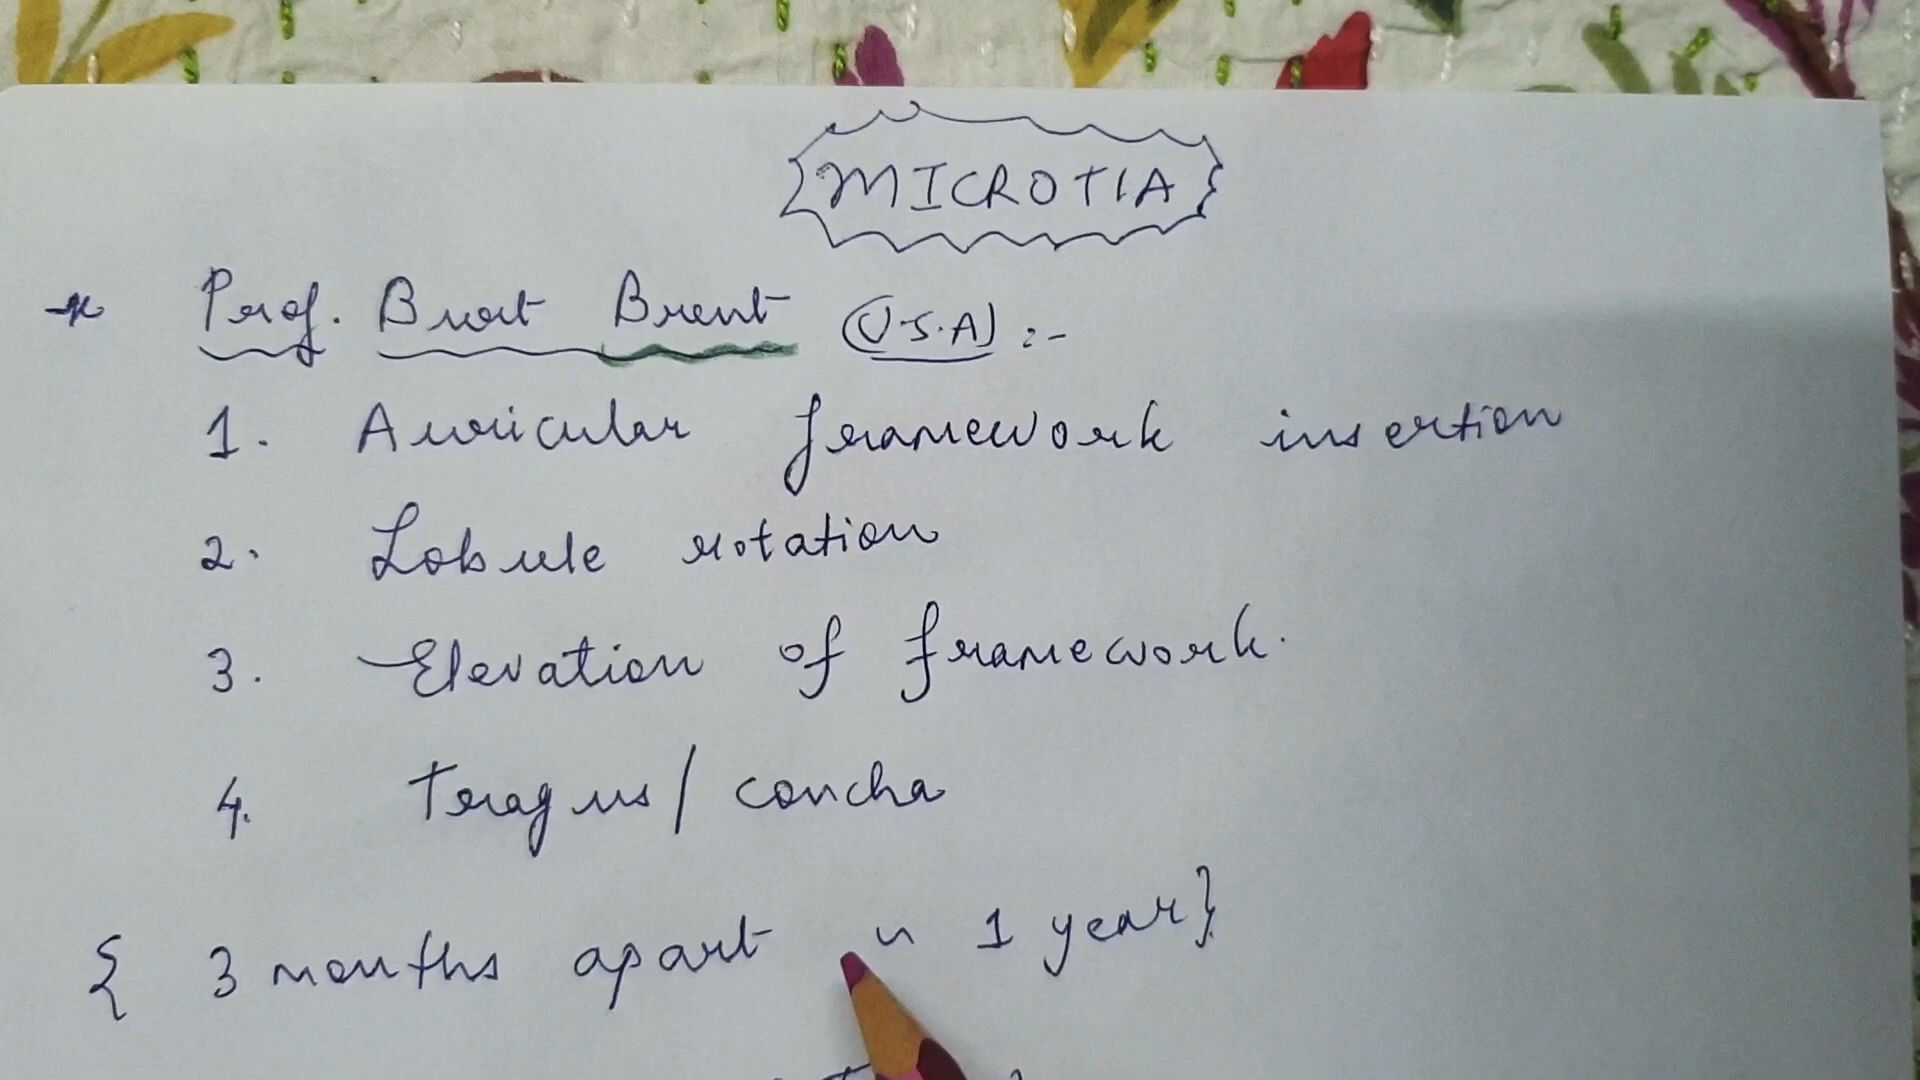 MICROTIA
* Prof. Burt Brent (U.S.A) :-
1. Auricular framework insertion
2. Lobule rotation
3. Elevation of framework.
4. Tragus / concha
{ 3 months apart 1 year}